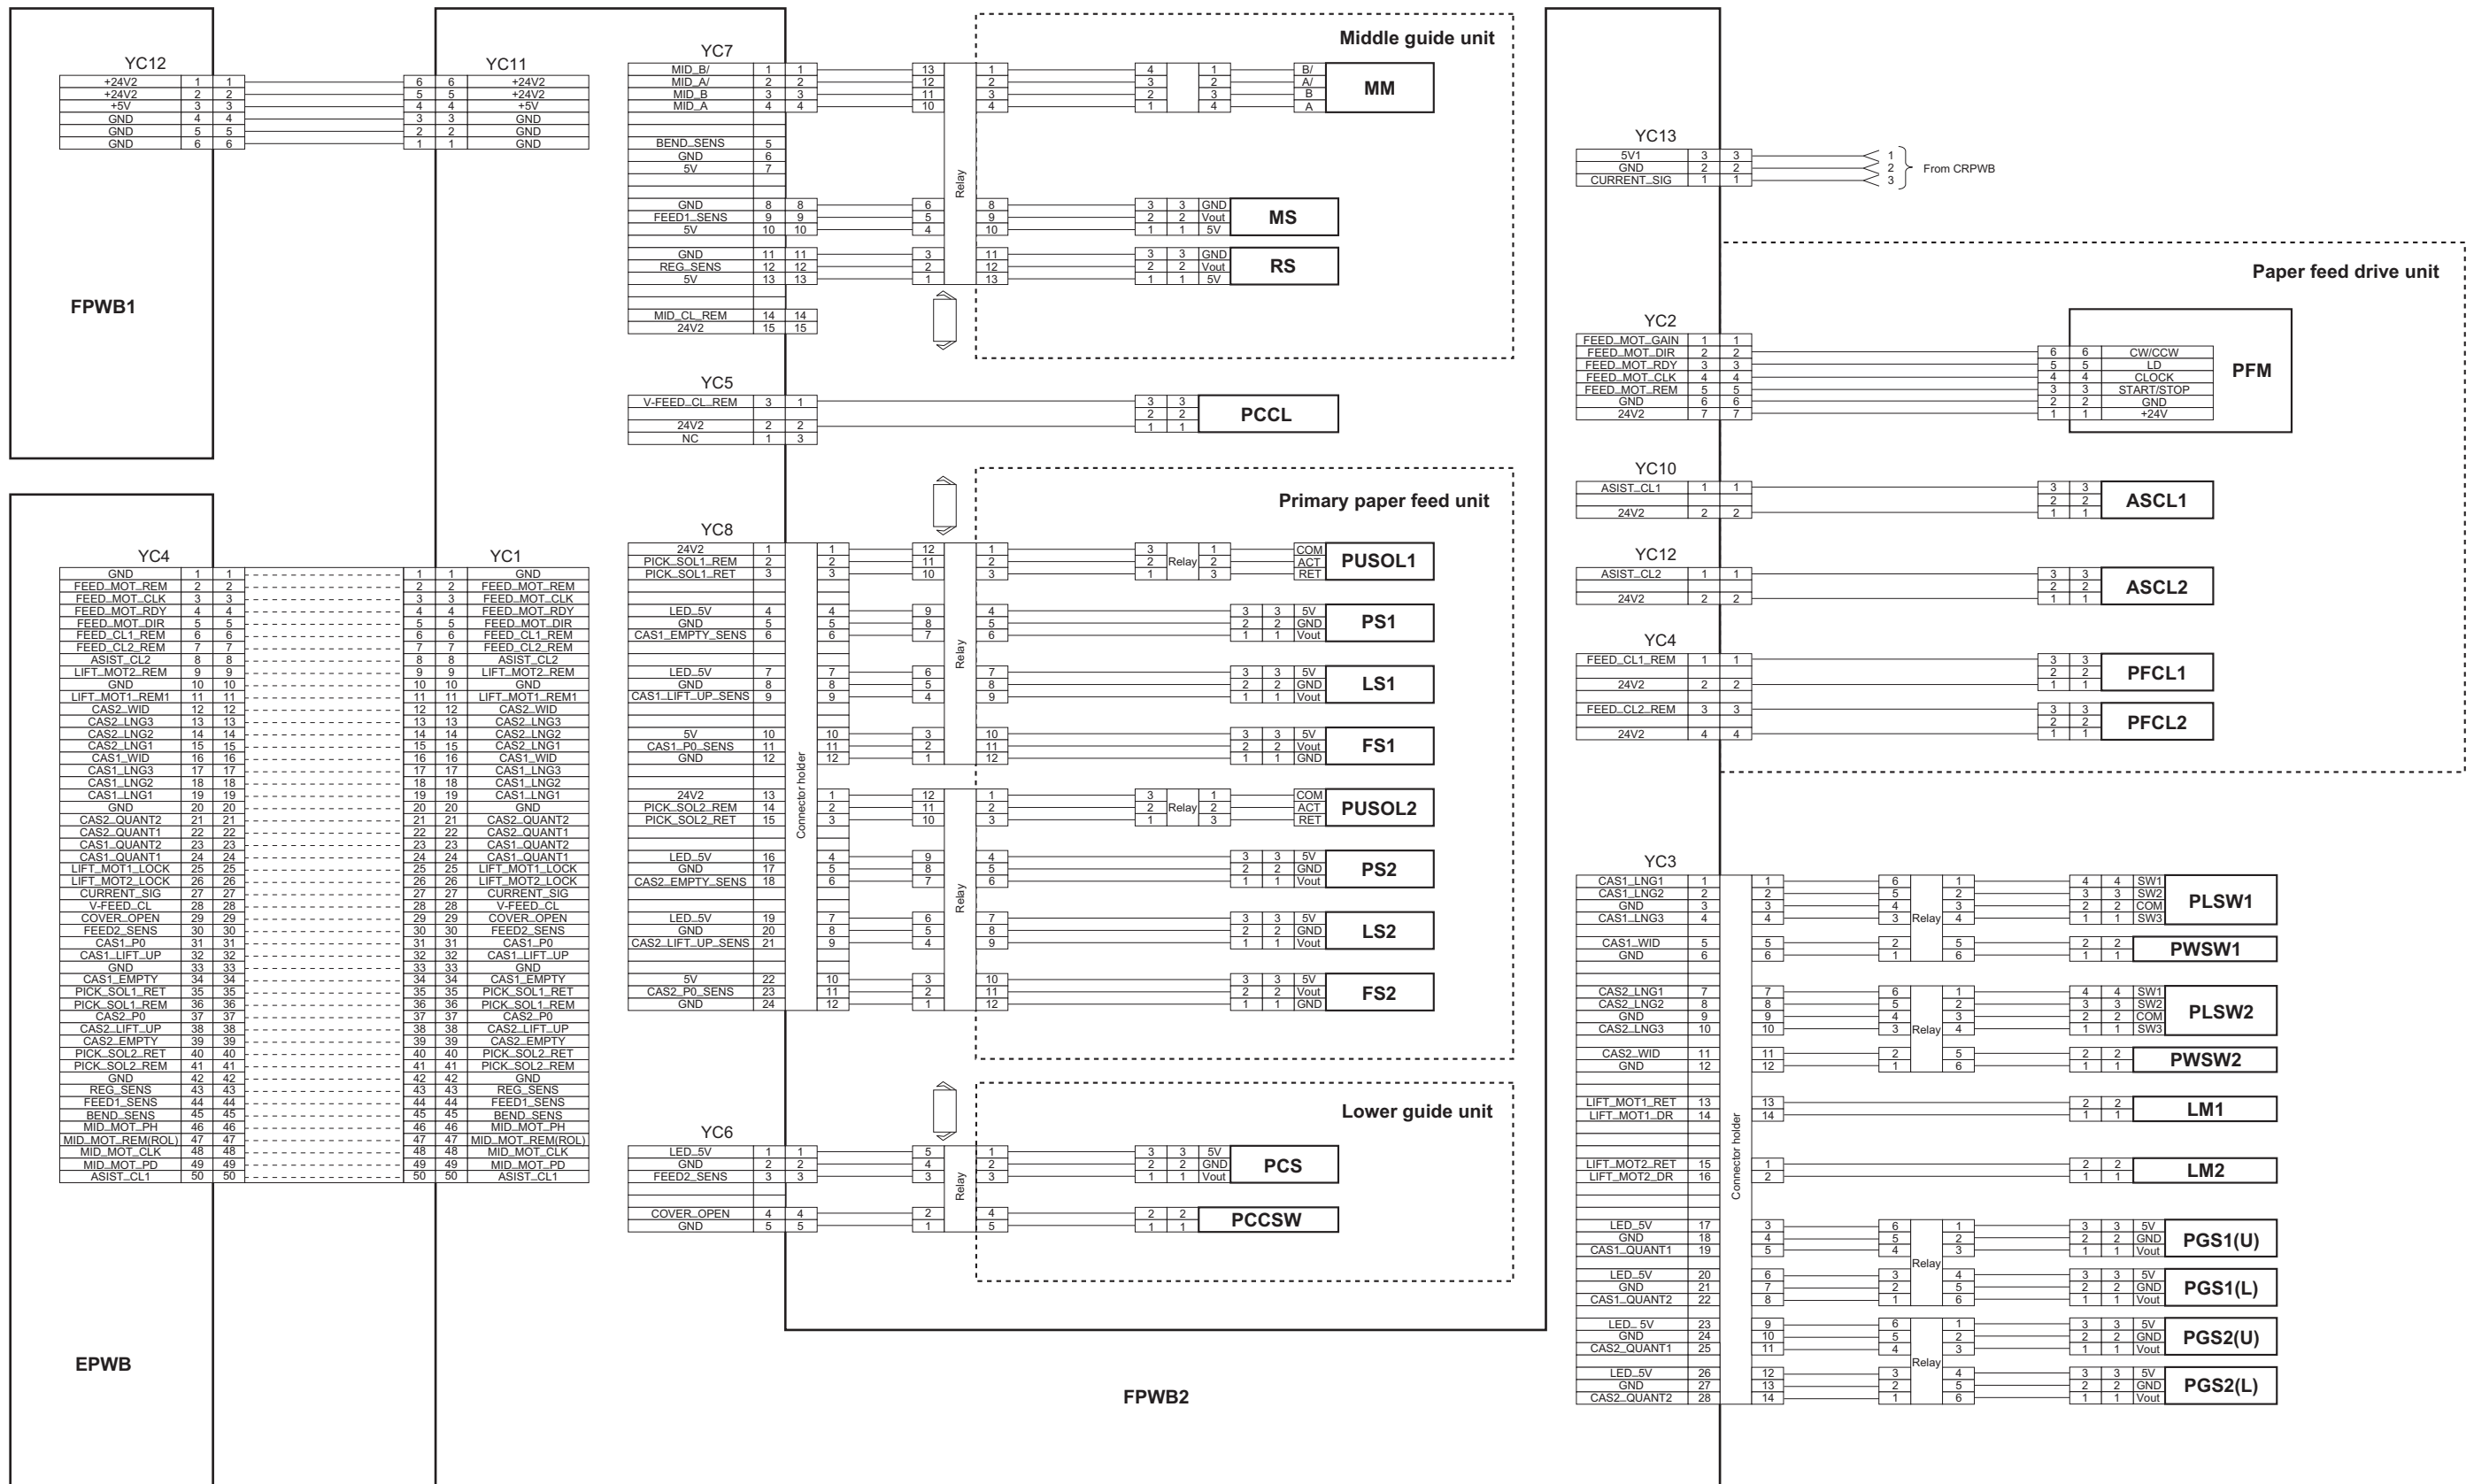 YC12
+24V2 1 1 6 6 +24V2
+24V2 2 2 5 5 +24V2
+5V 3 3 4 4 +5V
GND 4 4 3 3 GND
GND 5 5 2 2 GND
GND 6 6 1 1 GND
YC11
FPWB1
YC4
YC1
GND 1 1 1 1 GND
FEED_MOT_REM 2 2 2 2 FEED_MOT_REM
FEED_MOT_CLK 3 3 3 3 FEED_MOT_CLK
FEED_MOT_RDY 4 4 4 4 FEED_MOT_RDY
FEED_MOT_DIR 5 5 5 5 FEED_MOT_DIR
FEED_CL1_REM 6 6 6 6 FEED_CL1_REM
FEED_CL2_REM 7 7 7 7 FEED_CL2_REM
ASIST_CL2 8 8 8 8 ASIST_CL2
LIFT_MOT2_REM 9 9 9 9 LIFT_MOT2_REM
GND 10 10 10 10 GND
LIFT_MOT1_REM1 11 11 11 11 LIFT_MOT1_REM1
CAS2_WID 12 12 12 12 CAS2_WID
CAS2_LNG3 13 13 13 13 CAS2_LNG3
CAS2_LNG2 14 14 14 14 CAS2_LNG2
CAS2_LNG1 15 15 15 15 CAS2_LNG1
CAS1_WID 16 16 16 16 CAS1_WID
CAS1_LNG3 17 17 17 17 CAS1_LNG3
CAS1_LNG2 18 18 18 18 CAS1_LNG2
CAS1_LNG1 19 19 19 19 CAS1_LNG1
GND 20 20 20 20 GND
CAS2_QUANT2 21 21 21 21 CAS2_QUANT2
CAS2_QUANT1 22 22 22 22 CAS2_QUANT1
CAS1_QUANT2 23 23 23 23 CAS1_QUANT2
CAS1_QUANT1 24 24 24 24 CAS1_QUANT1
LIFT_MOT1_LOCK 25 25 25 25 LIFT_MOT1_LOCK
LIFT_MOT2_LOCK 26 26 26 26 LIFT_MOT2_LOCK
CURRENT_SIG 27 27 27 27 CURRENT_SIG
V-FEED_CL 28 28 28 28 V-FEED_CL
COVER_OPEN 29 29 29 29 COVER_OPEN
FEED2_SENS 30 30 30 30 FEED2_SENS
CAS1_P0 31 31 31 31 CAS1_P0
CAS1_LIFT_UP 32 32 32 32 CAS1_LIFT_UP
GND 33 33 33 33 GND
CAS1_EMPTY 34 34 34 34 CAS1_EMPTY
PICK_SOL1_RET 35 35 35 35 PICK_SOL1_RET
PICK_SOL1_REM 36 36 36 36 PICK_SOL1_REM
CAS2_P0 37 37 37 37 CAS2_P0
CAS2_LIFT_UP 38 38 38 38 CAS2_LIFT_UP
CAS2_EMPTY 39 39 39 39 CAS2_EMPTY
PICK_SOL2_RET 40 40 40 40 PICK_SOL2_RET
PICK_SOL2_REM 41 41 41 41 PICK_SOL2_REM
GND 42 42 42 42 GND
REG_SENS 43 43 43 43 REG_SENS
FEED1_SENS 44 44 44 44 FEED1_SENS
BEND_SENS 45 45 45 45 BEND_SENS
MID_MOT_PH 46 46 46 46 MID_MOT_PH
MID_MOT_REM(ROL) 47 47 47 47 MID_MOT_REM(ROL)
MID_MOT_CLK 48 48 48 48 MID_MOT_CLK
MID_MOT_PD 49 49 49 49 MID_MOT_PD
ASIST_CL1 50 50 50 50 ASIST_CL1
EPWB
Middle guide unit
YC7
MID_B/ 1 1 13 1 4 1 B/
MID_A/ 2 2 12 2 3 2 A/
MID_B 3 3 11 3 2 3 B
MID_A 4 4 10 4 1 4 A
MM
BEND_SENS 5
GND 6
5V 7
Relay
GND 8 8 6 8 3 3 GND
FEED1_SENS 9 9 5 9 2 2 Vout
5V 10 10 4 10 1 1 5V
MS
GND 11 11 3 11 3 3 GND
REG_SENS 12 12 2 12 2 2 Vout
5V 13 13 1 13 1 1 5V
RS
MID_CL_REM 14 14
24V2 15 15
YC5
V-FEED_CL_REM 3 1 3 3
2 2
24V2 2 2 1 1
NC 1 3
PCCL
Primary paper feed unit
YC8
Connector holder
24V2 1 1 12 1 3 1 COM
PICK_SOL1_REM 2 2 11 2 2 Relay 2 ACT
PICK_SOL1_RET 3 3 10 3 1 3 RET
PUSOL1
LED_5V 4 4 9 4 3 3 5V
GND 5 5 8 5 2 2 GND
CAS1_EMPTY_SENS 6 6 7 6 1 1 Vout
PS1
Relay
LED_5V 7 7 6 7 3 3 5V
GND 8 8 5 8 2 2 GND
CAS1_LIFT_UP_SENS 9 9 4 9 1 1 Vout
LS1
5V 10 10 3 10 3 3 5V
CAS1_P0_SENS 11 11 2 11 2 2 Vout
GND 12 12 1 12 1 1 GND
FS1
24V2 13 1 12 1 3 1 COM
PICK_SOL2_REM 14 2 11 2 2 Relay 2 ACT
PICK_SOL2_RET 15 3 10 3 1 3 RET
PUSOL2
LED_5V 16 4 9 4 3 3 5V
GND 17 5 8 5 2 2 GND
CAS2_EMPTY_SENS 18 6 7 6 1 1 Vout
PS2
Relay
LED_5V 19 7 6 7 3 3 5V
GND 20 8 5 8 2 2 GND
CAS2_LIFT_UP_SENS 21 9 4 9 1 1 Vout
LS2
5V 22 10 3 10 3 3 5V
CAS2_P0_SENS 23 11 2 11 2 2 Vout
GND 24 12 1 12 1 1 GND
FS2
Lower guide unit
YC6
LED_5V 1 1 5 1 3 3 5V
GND 2 2 4 2 2 2 GND
FEED2_SENS 3 3 3 3 1 1 Vout
PCS
Relay
COVER_OPEN 4 4 2 4 2 2
GND 5 5 1 5 1 1
PCCSW
FPWB2
YC13
5V1 3 3 1
GND 2 2 2
CURRENT_SIG 1 1 3
From CRPWB
Paper feed drive unit
YC2
FEED_MOT_GAIN 1 1
FEED_MOT_DIR 2 2 6 6 CW/CCW
FEED_MOT_RDY 3 3 5 5 LD
FEED_MOT_CLK 4 4 4 4 CLOCK
FEED_MOT_REM 5 5 3 3 START/STOP
GND 6 6 2 2 GND
24V2 7 7 1 1 +24V
PFM
YC10
ASIST_CL1 1 1 3 3
2 2
24V2 2 2 1 1
ASCL1
YC12
ASIST_CL2 1 1 3 3
2 2
24V2 2 2 1 1
ASCL2
YC4
FEED_CL1_REM 1 1 3 3
2 2
24V2 2 2 1 1
PFCL1
FEED_CL2_REM 3 3 3 3
2 2
24V2 4 4 1 1
PFCL2
YC3
Connector holder
CAS1_LNG1 1 1 6 1 4 4 SW1
CAS1_LNG2 2 2 5 2 3 3 SW2
GND 3 3 4 3 2 2 COM
CAS1_LNG3 4 4 3 Relay 4 1 1 SW3
PLSW1
CAS1_WID 5 5 2 5 2 2
GND 6 6 1 6 1 1
PWSW1
CAS2_LNG1 7 7 6 1 4 4 SW1
CAS2_LNG2 8 8 5 2 3 3 SW2
GND 9 9 4 3 2 2 COM
CAS2_LNG3 10 10 3 Relay 4 1 1 SW3
PLSW2
CAS2_WID 11 11 2 5 2 2
GND 12 12 1 6 1 1
PWSW2
LIFT_MOT1_RET 13 13 2 2
LIFT_MOT1_DR 14 14 1 1
LM1
LIFT_MOT2_RET 15 1 2 2
LIFT_MOT2_DR 16 2 1 1
LM2
LED_5V 17 3 6 1 3 3 5V
GND 18 4 5 2 2 2 GND
CAS1_QUANT1 19 5 4 3 1 1 Vout
PGS1(U)
Relay
LED_5V 20 6 3 4 3 3 5V
GND 21 7 2 5 2 2 GND
CAS1_QUANT2 22 8 1 6 1 1 Vout
PGS1(L)
LED_ 5V 23 9 6 1 3 3 5V
GND 24 10 5 2 2 2 GND
CAS2_QUANT1 25 11 4 3 1 1 Vout
PGS2(U)
Relay
LED_5V 26 12 3 4 3 3 5V
GND 27 13 2 5 2 2 GND
CAS2_QUANT2 28 14 1 6 1 1 Vout
PGS2(L)